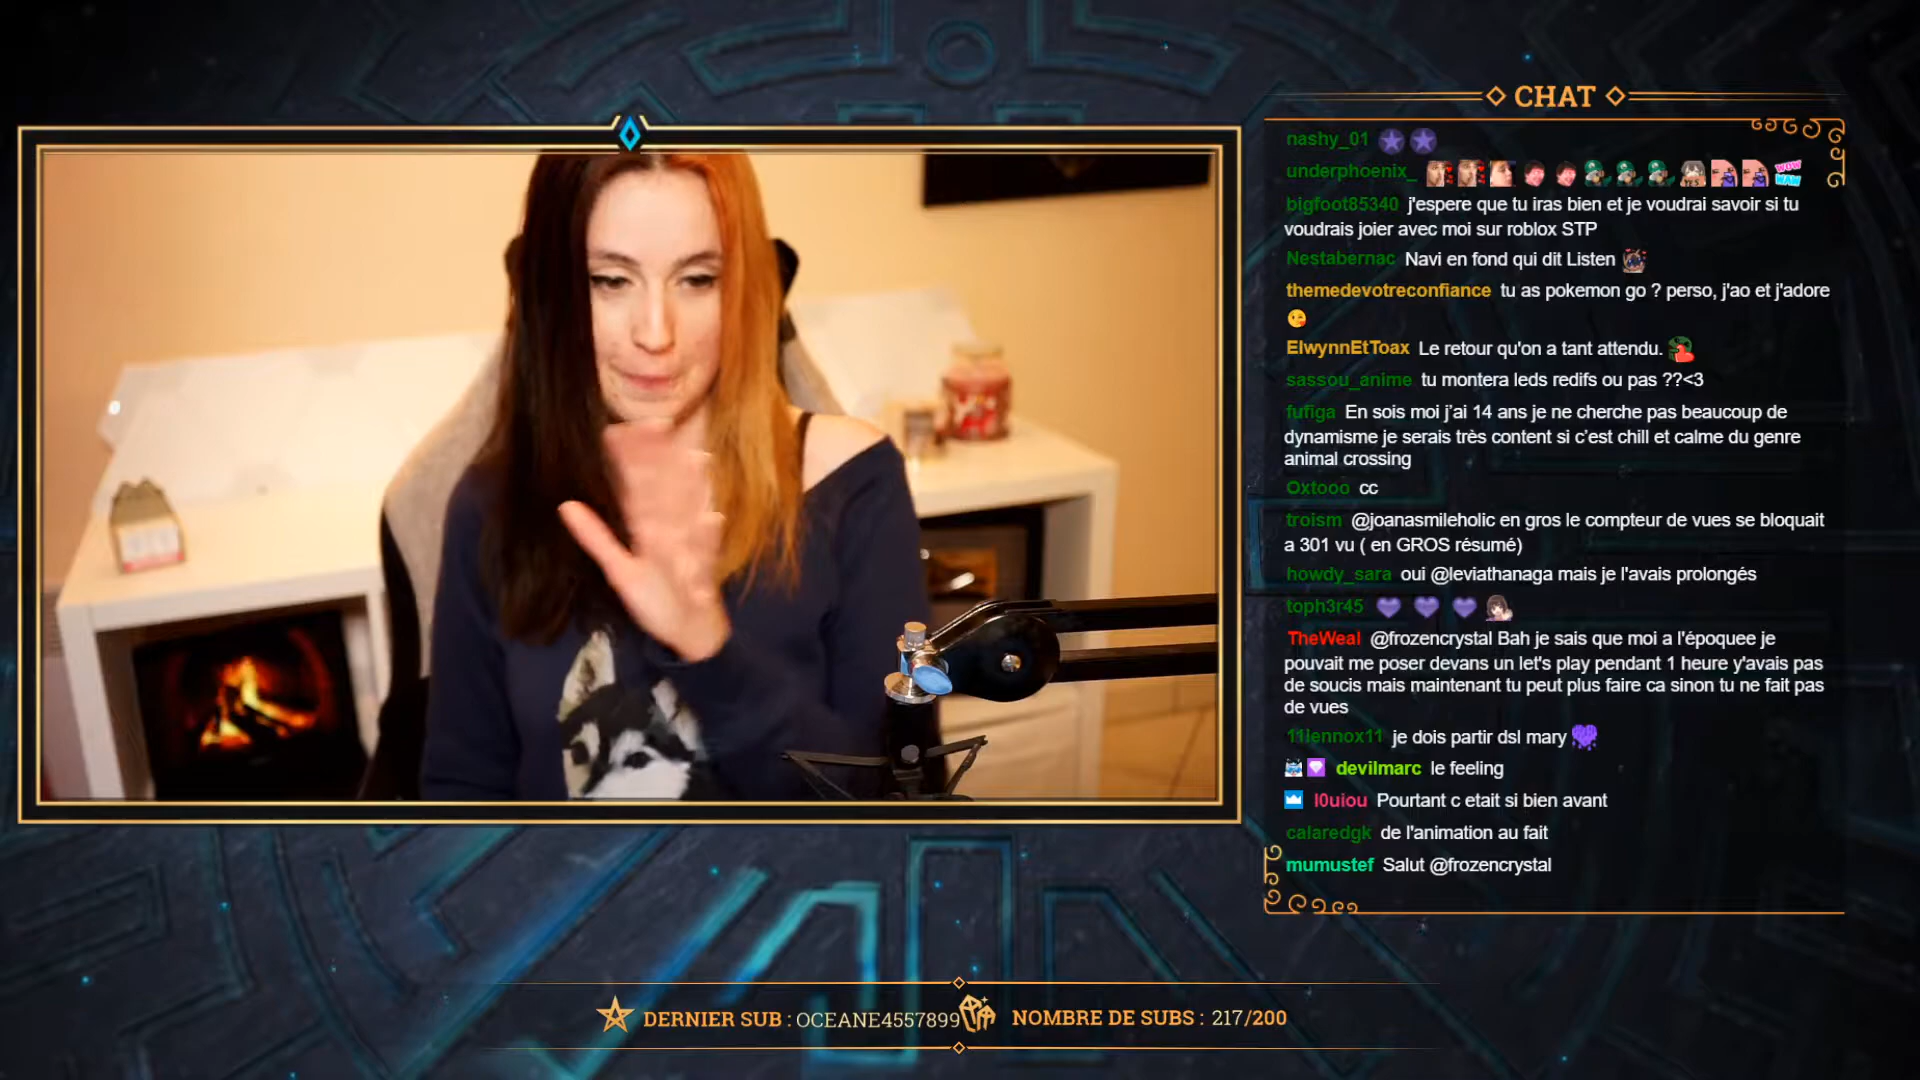 CHAT
nashy_01
underphoenix_
bigfoot85340 j'espere que tu iras bien et je voudrai savoir si tu
voudrais joier avec moi sur roblox STP
Nestabernac Navi en fond qui dit Listen
themedevotreconfiance tu as pokemon go ? perso, j'ao et j'adore
ElwynnEtToax Le retour qu'on a tant attendu.
sassou_anime tu montera leds redifs ou pas ??<3
fufiga En sois moi j'ai 14 ans je ne cherche pas beaucoup de
dynamisme je serais très content si c'est chill et calme du genre
animal crossing
Oxtooo cc
troism @joanasmileholic en gros le compteur de vues se bloquait
a 301 vu ( en GROS résumé)
howdy_sara oui @leviathanaga mais je l'avais prolongés
toph3r45
TheWeal @frozencrystal Bah je sais que moi a l'époquee je
pouvait me poser devans un let's play pendant 1 heure y'avais pas
de soucis mais maintenant tu peut plus faire ca sinon tu ne fait pas
de vues
11lennox11 je dois partir dsl mary
devilmarc le feeling
l0uiou Pourtant c etait si bien avant
calaredgk de l'animation au fait
mumustef Salut @frozencrystal
DERNIER SUB : OCEANE4557899
NOMBRE DE SUBS : 217/200